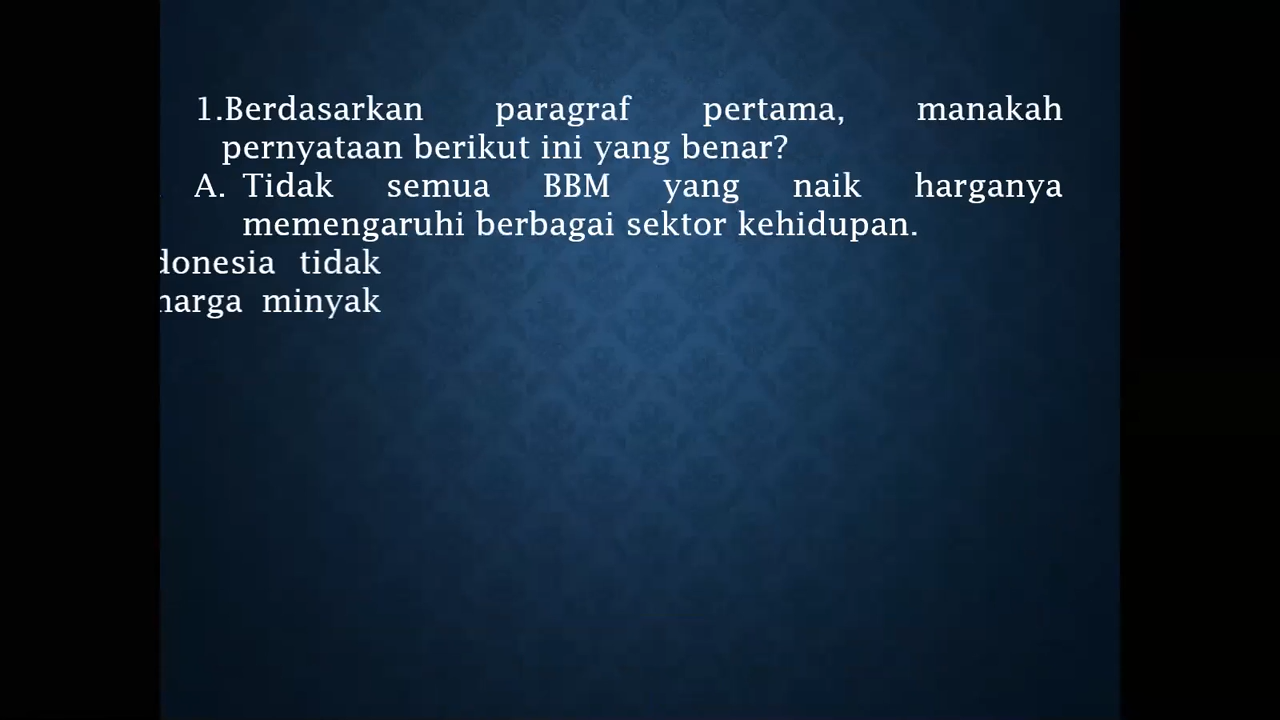 1.Berdasarkan paragraf pertama, manakah
pernyataan berikut ini yang benar?
A. Tidak semua BBM yang naik harganya
memengaruhi berbagai sektor kehidupan.
donesia tidak
harga minyak